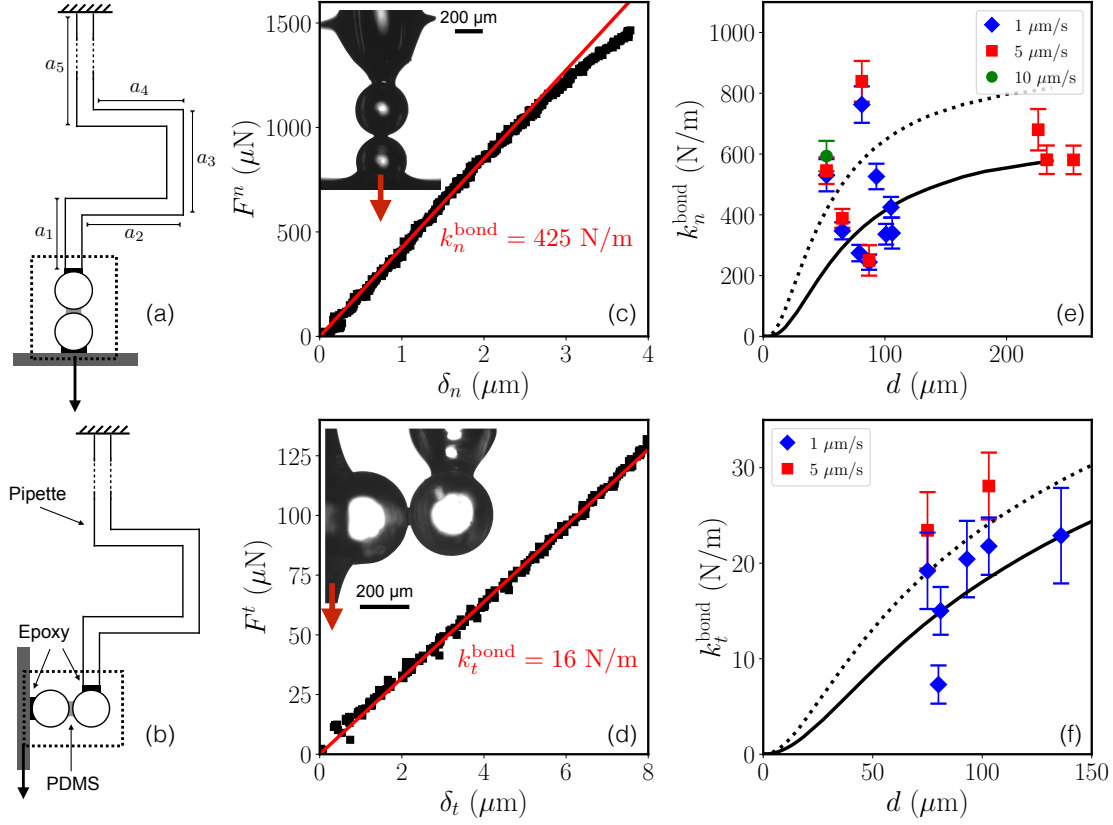 a₅
a₄
a₃
a₁
a₂
(a)
Pipette
Epoxy
(b)
PDMS
1500
1000
500
0
Fⁿ (μN)
200 μm
k_n^bond = 425 N/m
(c)
0 1 2 3 4
δ_n (μm)
125
100
75
50
25
0
F^t (μN)
200 μm
k_t^bond = 16 N/m
(d)
0 2 4 6 8
δ_t (μm)
1000
800
600
400
200
0
k_n^bond (N/m)
1 μm/s
5 μm/s
10 μm/s
(e)
0 100 200
d (μm)
30
20
10
0
k_t^bond (N/m)
1 μm/s
5 μm/s
(f)
0 50 100 150
d (μm)